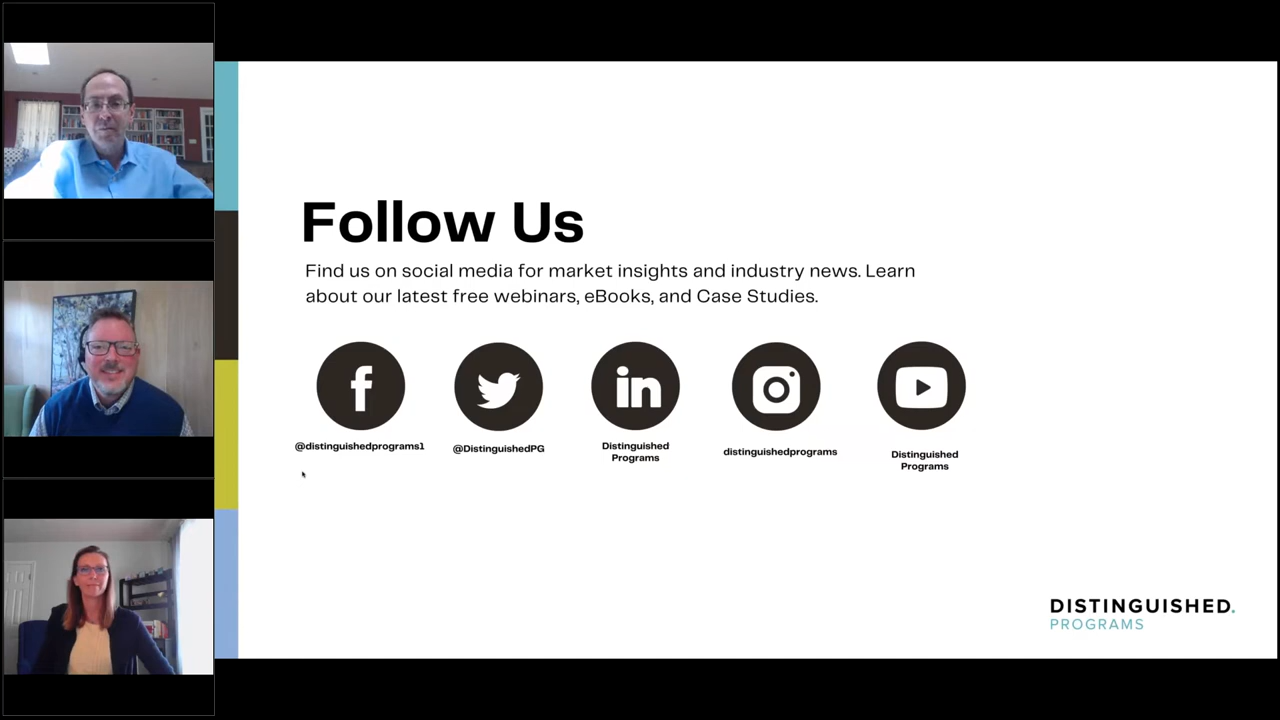 Follow Us
Find us on social media for market insights and industry news. Learn
about our latest free webinars, eBooks, and Case Studies.
@distinguishedprograms1
@DistinguishedPG
Distinguished
Programs
distinguishedprograms
Distinguished
Programs
DISTINGUISHED.
PROGRAMS